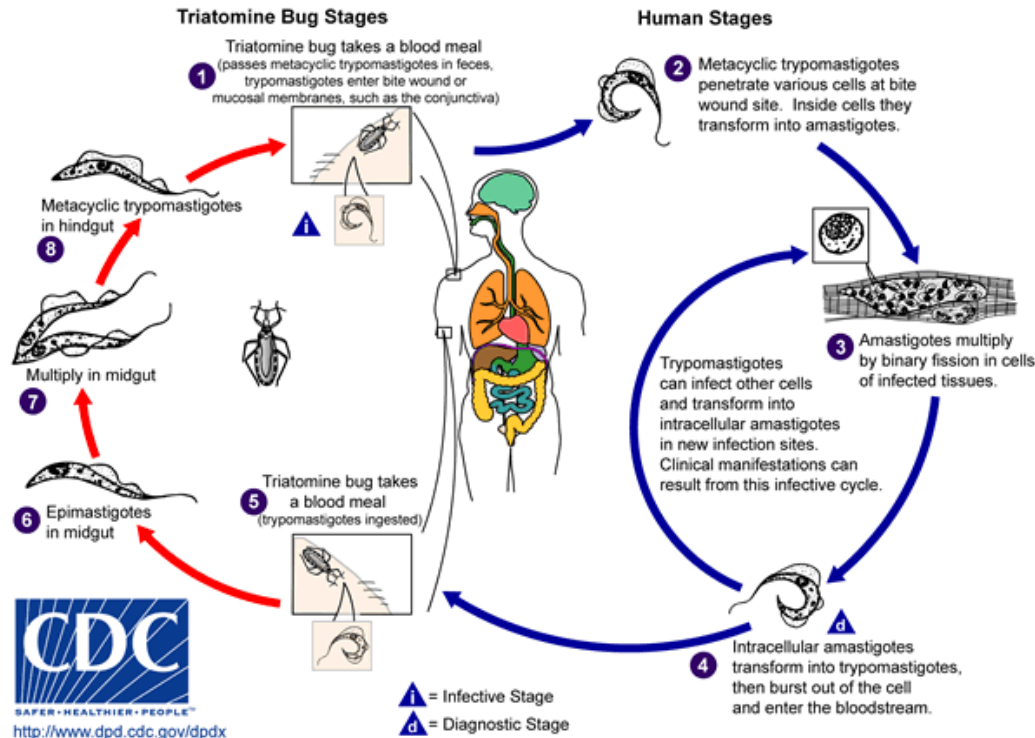 Triatomine Bug Stages
Human Stages
Triatomine bug takes a blood meal
(passes metacyclic trypomastigotes in feces,
trypomastigotes enter bite wound or
mucosal membranes, such as the conjunctiva)
1
2
Metacyclic trypomastigotes
penetrate various cells at bite
wound site. Inside cells they
transform into amastigotes.
Metacyclic trypomastigotes
in hindgut
8
i
3
Amastigotes multiply
by binary fission in cells
of infected tissues.
Trypomastigotes
can infect other cells
and transform into
intracellular amastigotes
in new infection sites.
Clinical manifestations can
result from this infective cycle.
Multiply in midgut
7
5
Triatomine bug takes
a blood meal
(trypomastigotes ingested)
6
Epimastigotes
in midgut
d
4
Intracellular amastigotes
transform into trypomastigotes,
then burst out of the cell
and enter the bloodstream.
CDC
SAFER•HEALTHIER•PEOPLE™
http://www.dpd.cdc.gov/dpdx
i = Infective Stage
d = Diagnostic Stage